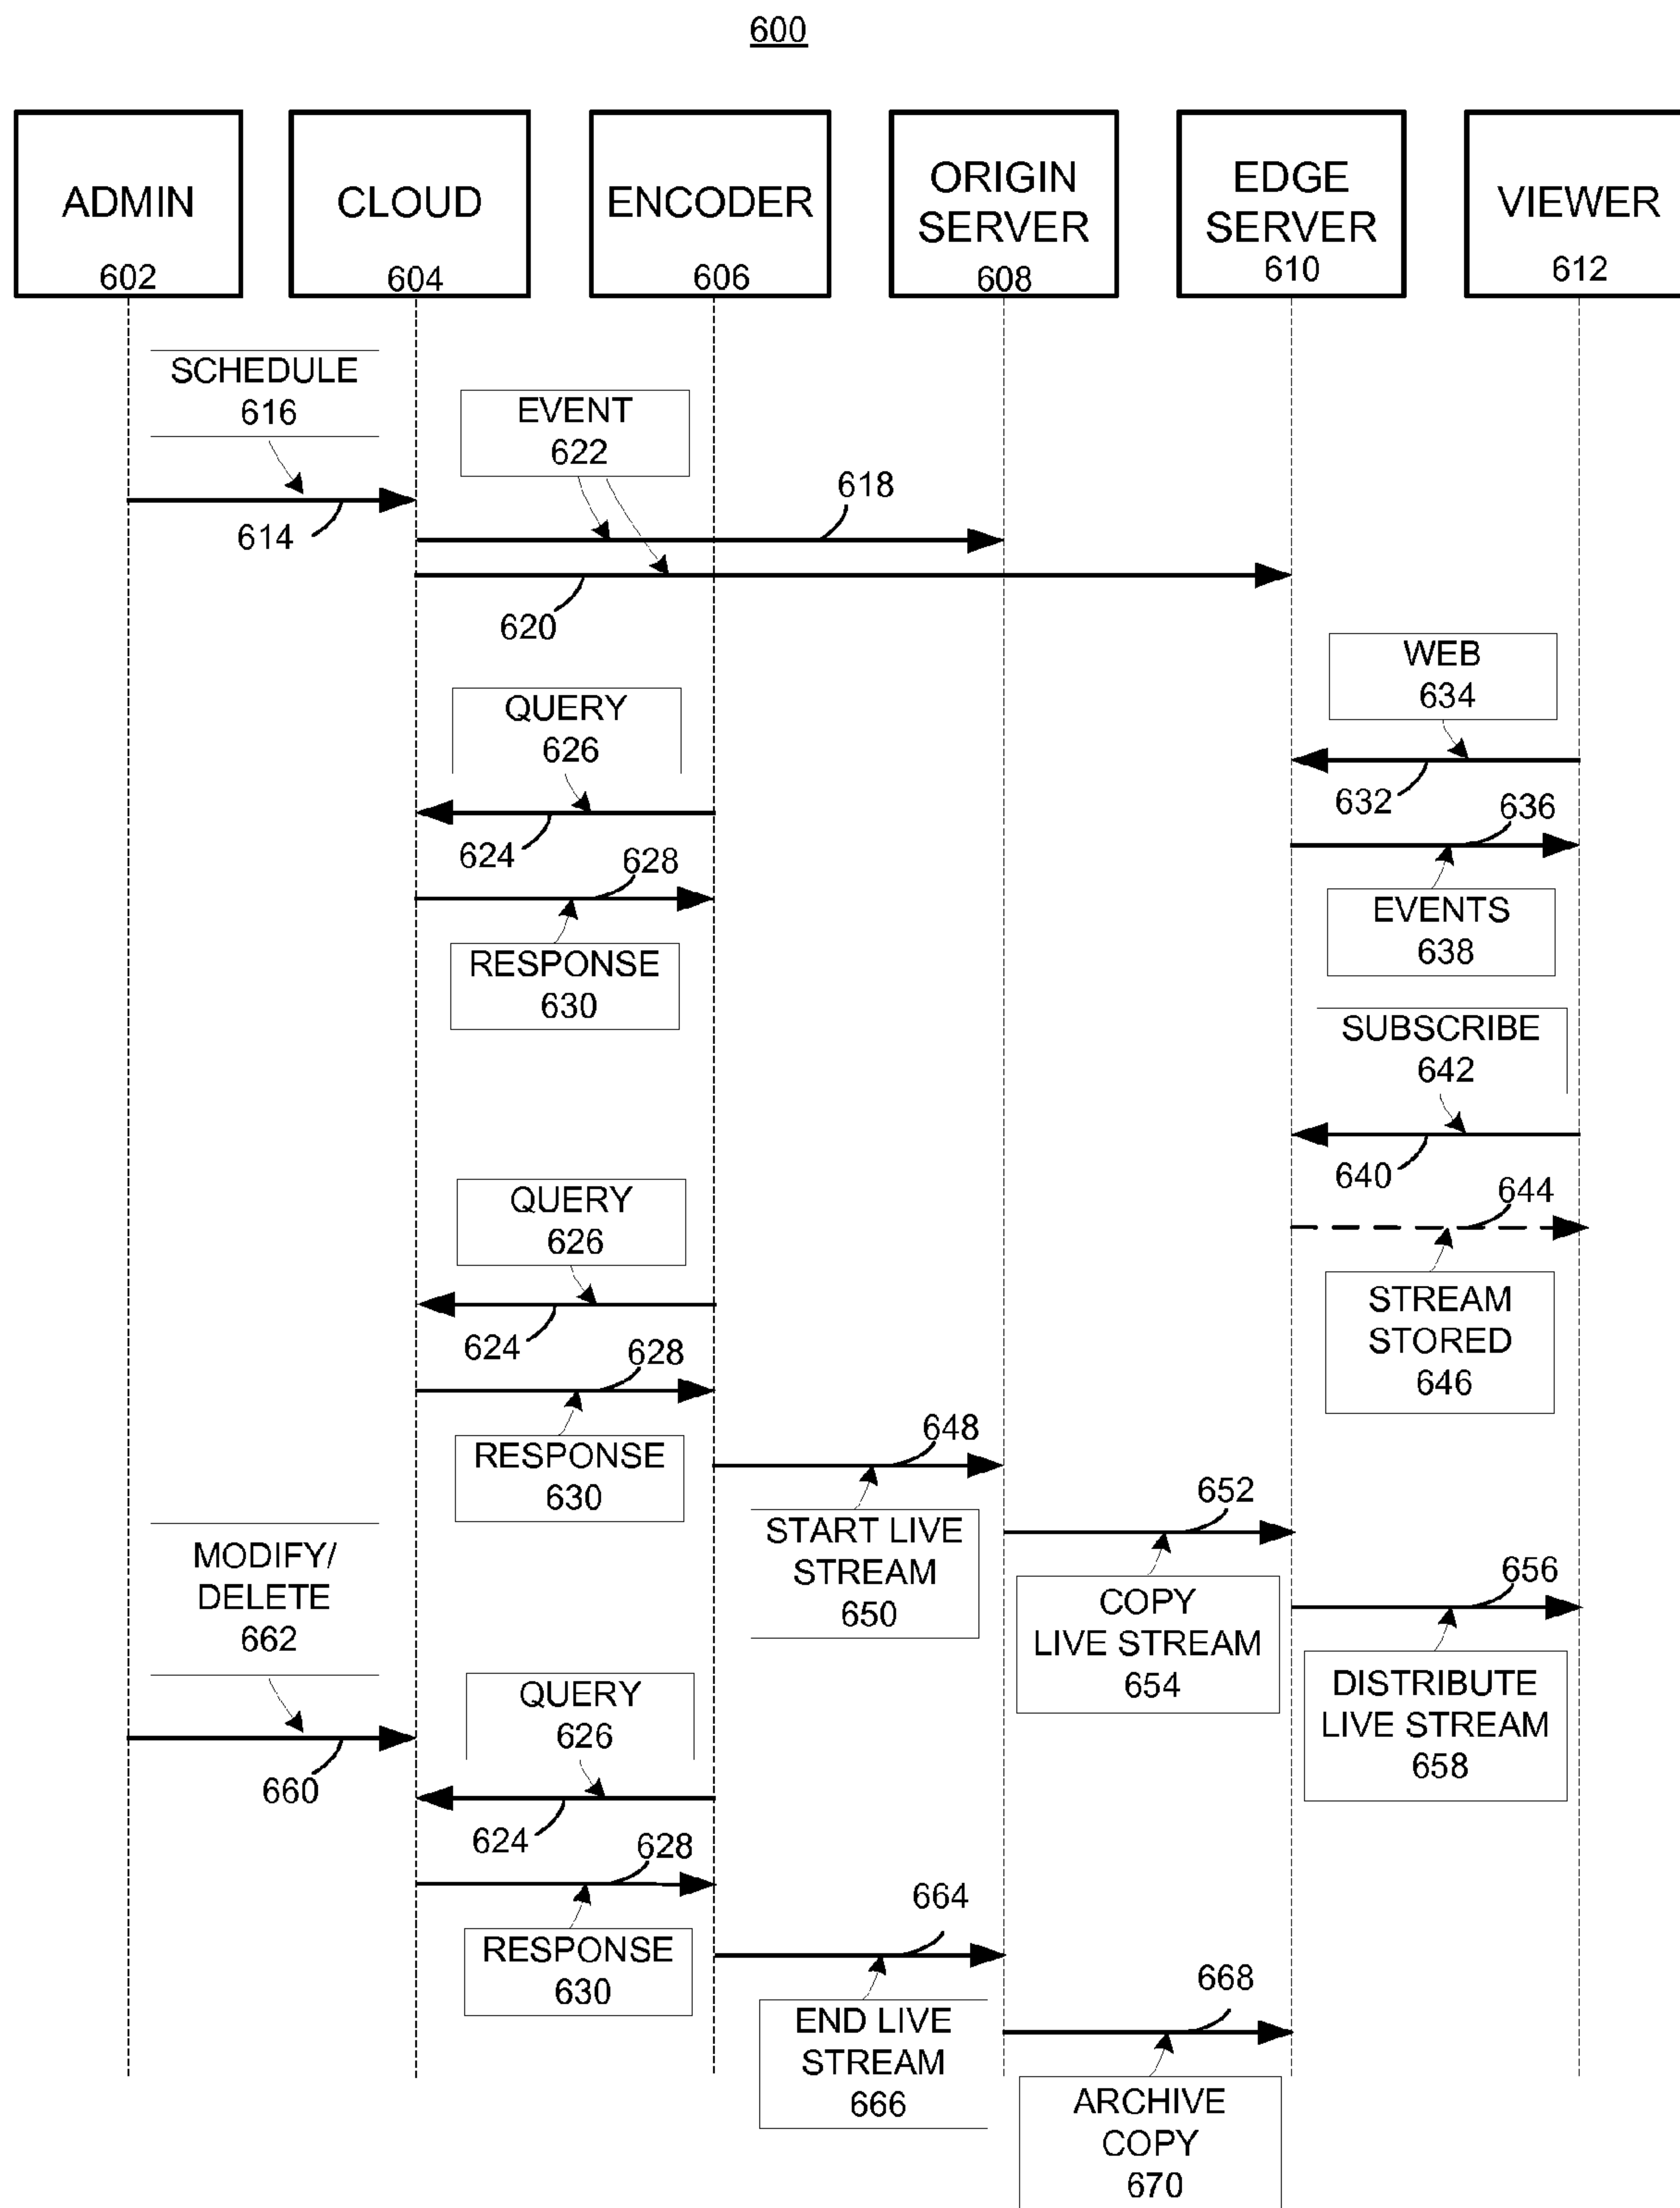 600
ADMIN
602
CLOUD
604
ENCODER
606
ORIGIN
SERVER
608
EDGE
SERVER
610
VIEWER
612
SCHEDULE
616
614
EVENT
622
618
620
WEB
634
632
636
EVENTS
638
QUERY
626
624
628
RESPONSE
630
SUBSCRIBE
642
640
644
STREAM
STORED
646
QUERY
626
624
628
RESPONSE
630
648
START LIVE
STREAM
650
652
COPY
LIVE STREAM
654
656
DISTRIBUTE
LIVE STREAM
658
MODIFY/
DELETE
662
660
QUERY
626
624
628
RESPONSE
630
664
END LIVE
STREAM
666
668
ARCHIVE
COPY
670